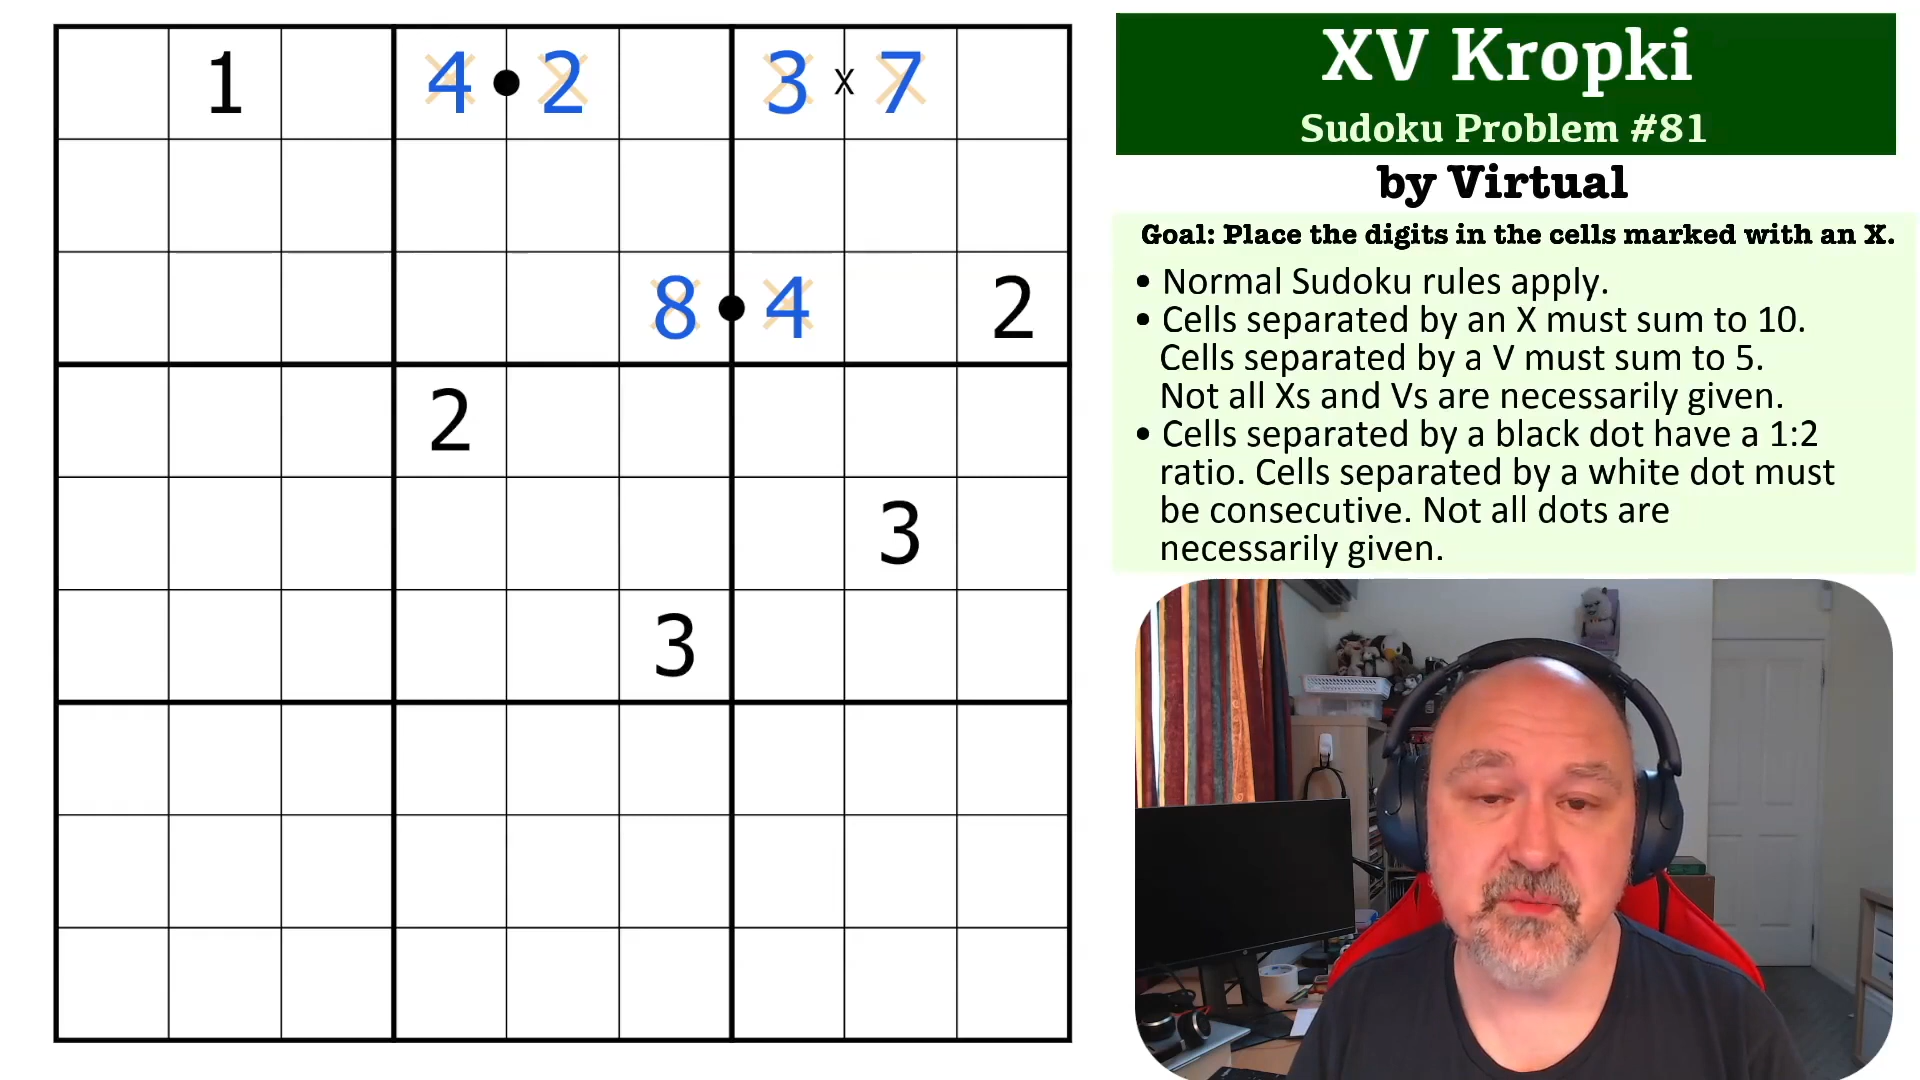 XV Kropki
Sudoku Problem #81
by Virtual
Goal: Place the digits in the cells marked with an X.
• Normal Sudoku rules apply.
• Cells separated by an X must sum to 10.
Cells separated by a V must sum to 5.
Not all Xs and Vs are necessarily given.
• Cells separated by a black dot have a 1:2
ratio. Cells separated by a white dot must
be consecutive. Not all dots are
necessarily given.
1 4 2 3 x 7
8 4 2
2
3
3